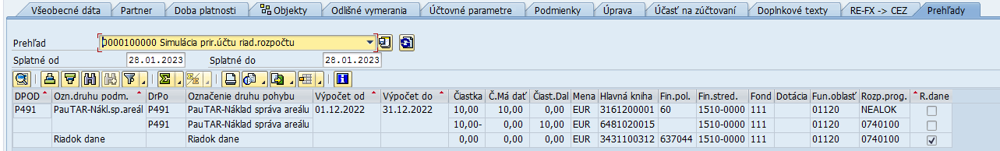 Všeobecné dáta Partner Doba platnosti Objekty Odlišné vymerania Účtovné parametre Podmienky Úprava Účasť na zúčtovaní Doplnkové texty RE-FX -> CEZ Prehľady
Prehľad 0000100000 Simulácia prir.účtu riad.rozpočtu
Splatné od 28.01.2023 Splatné do 28.01.2023
DPOD Ozn.druhu podm. DrPo Označenie druhu pohybu Výpočet od Výpočet do Čiastka Č.Má dať Čiast.Dal Mena Hlavná kniha Fin.pol. Fin.stred. Fond Dotácia Fun.oblasť Rozp.prog. R.dane
P491 PauTAR-Nákl.sp.areál P491 PauTAR-Náklad správa areálu 01.12.2022 31.12.2022 10,00 10,00 0,00 EUR 3161200001 60 1510-0000 111 01120 NEALOK
P491 PauTAR-Náklad správa areálu 10,00- 0,00 10,00 EUR 6481020015 1510-0000 111 01120 0740100
Riadok dane Riadok dane 0,00 0,00 0,00 EUR 3431100312 637044 1510-0000 111 01120 0740100